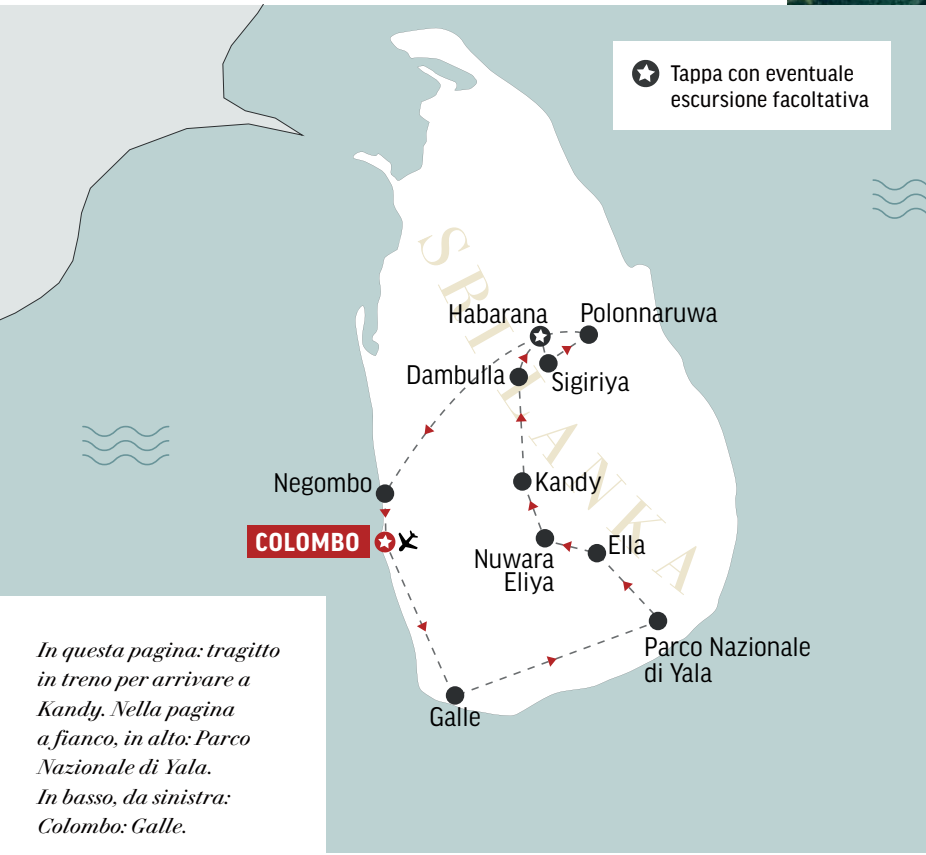 Tappa con eventuale
escursione facoltativa
SRI LANKA
Habarana
Polonnaruwa
Dambulla
Sigiriya
Negombo
Kandy
COLOMBO
Nuwara
Eliya
Ella
Parco Nazionale
di Yala
Galle
In questa pagina: tragitto
in treno per arrivare a
Kandy. Nella pagina
a fianco, in alto: Parco
Nazionale di Yala.
In basso, da sinistra:
Colombo: Galle.